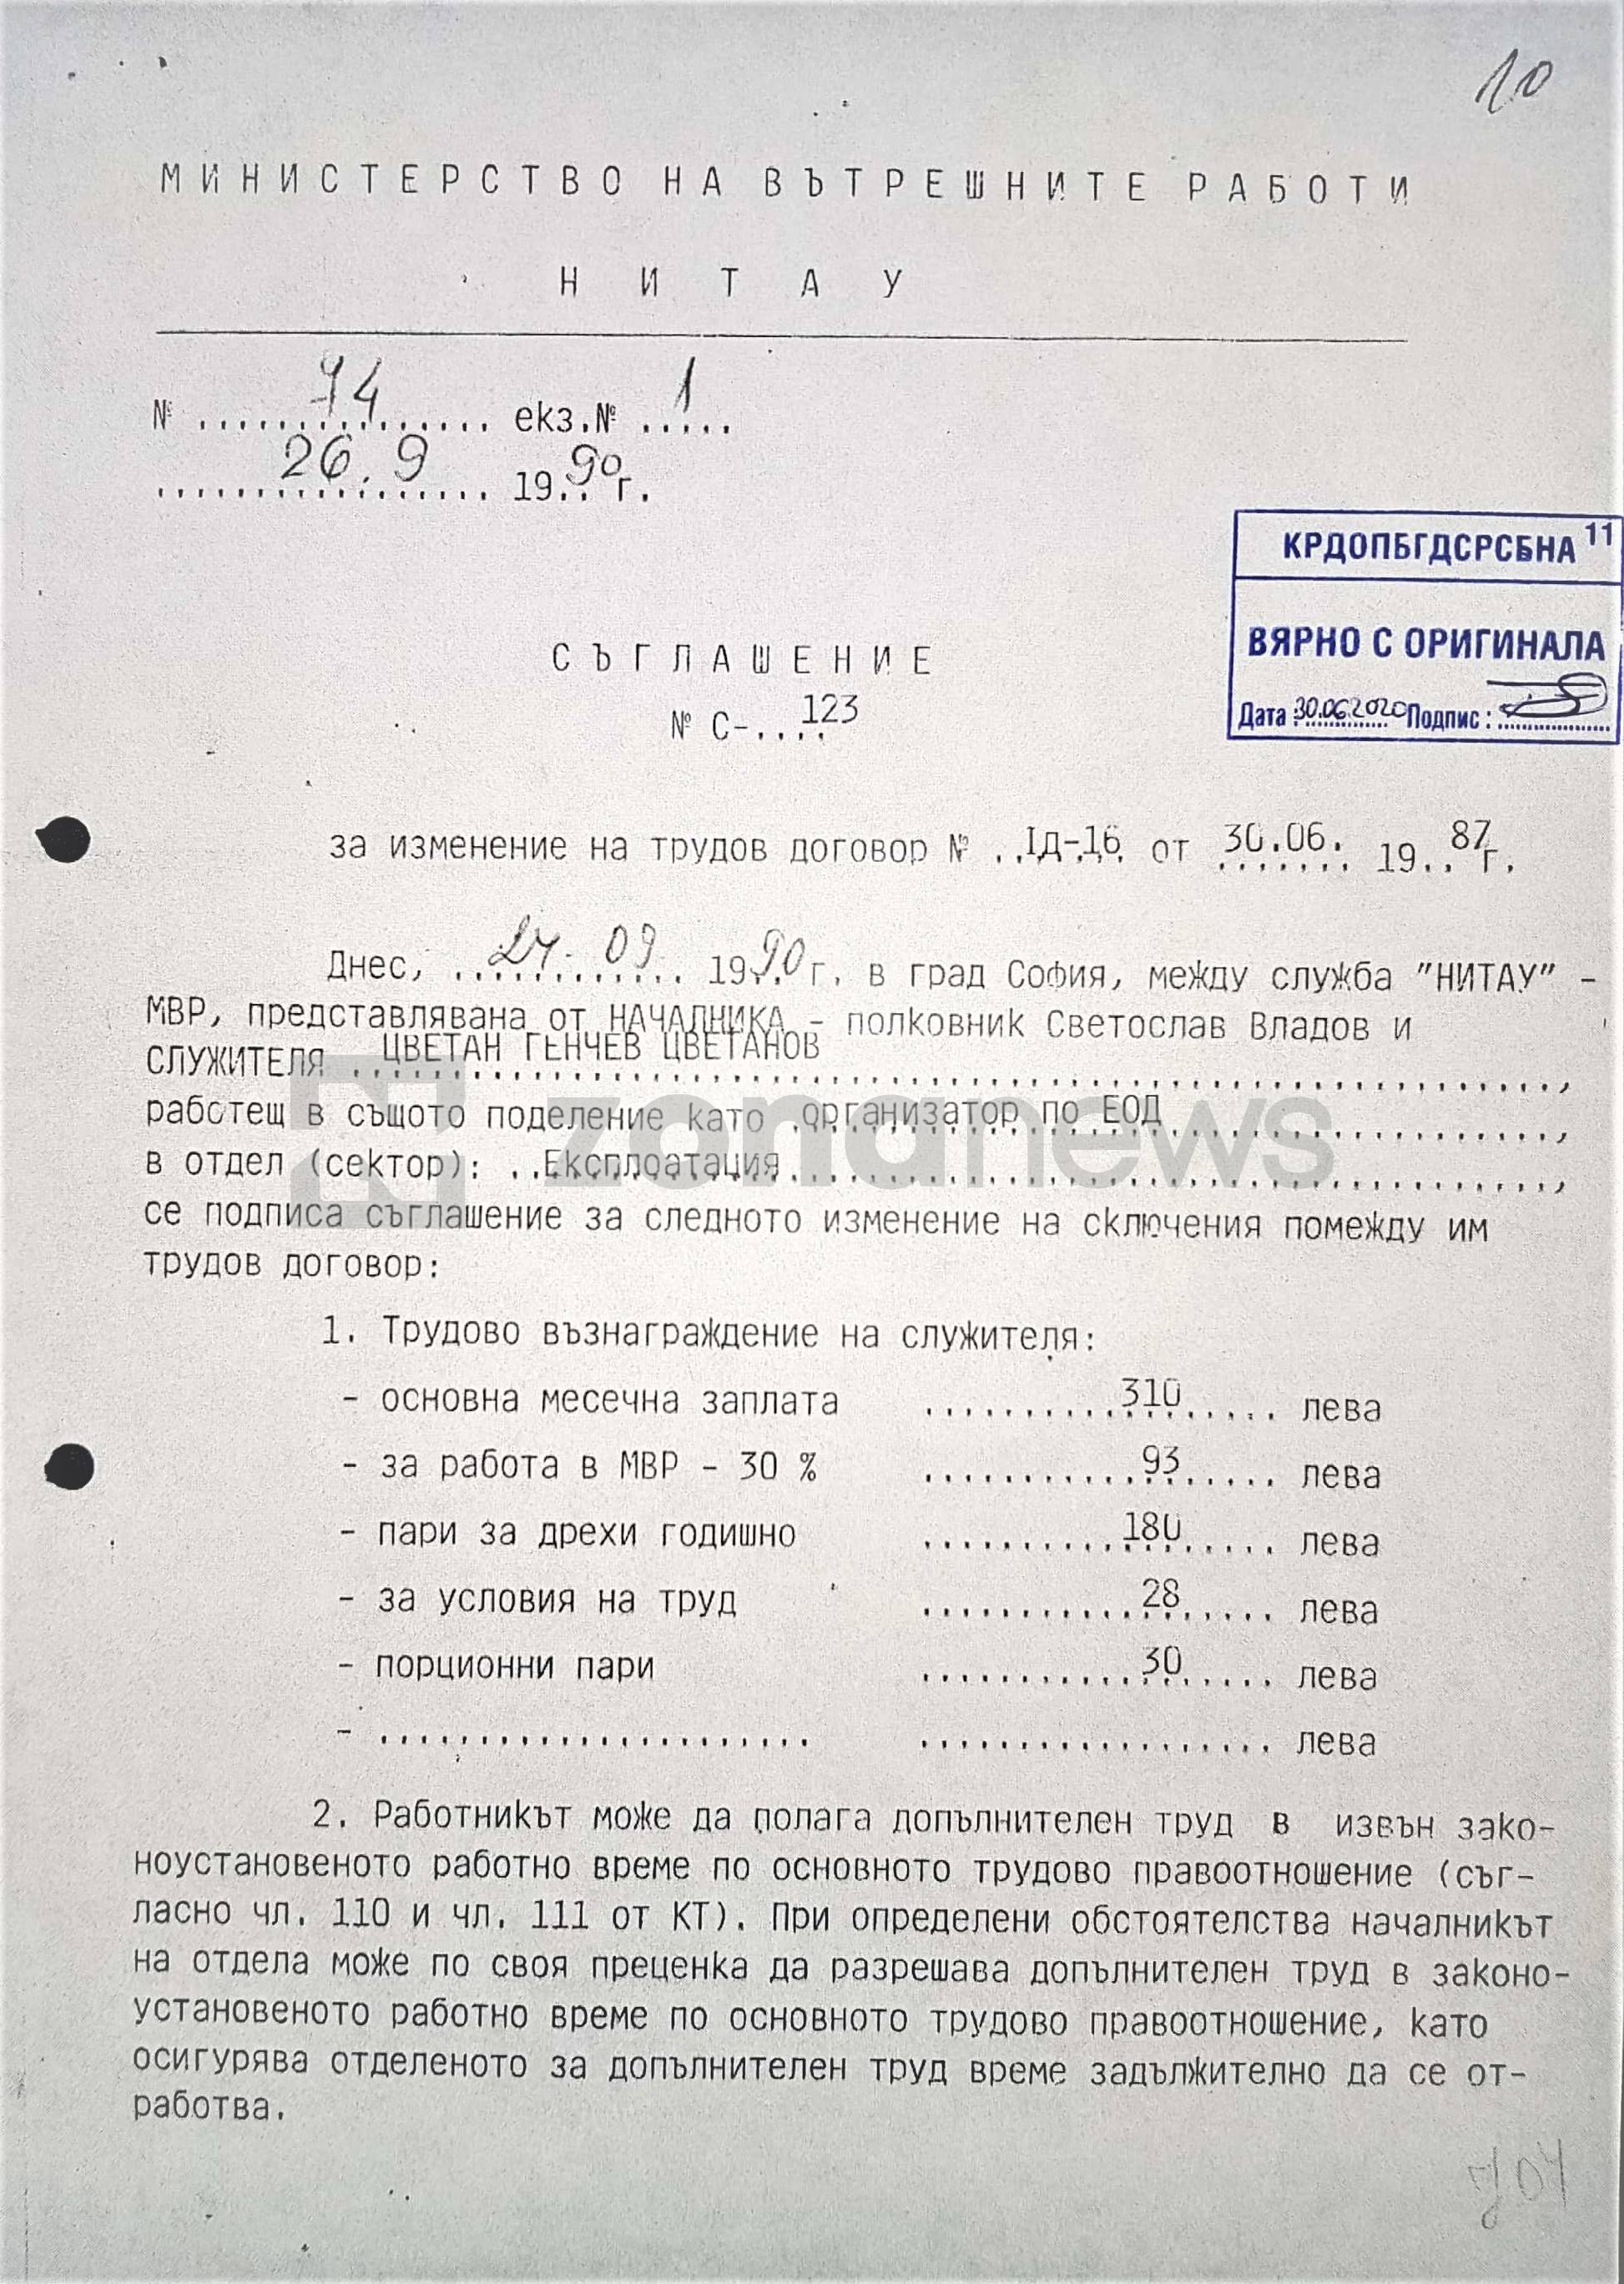 10
МИНИСТЕРСТВО НА ВЪТРЕШНИТЕ РАБОТИ
НИТАУ
№ ....74.... екз.№ ..1..
....26.9.... 19.90г.
КРДОПБГДСРСБНА 11
ВЯРНО С ОРИГИНАЛА
Дата: 30.06.2020 Подпис:
СЪГЛАШЕНИЕ
№ С-....123
за изменение на трудов договор № ..IД-16 от 30.06. 19..87г.
Днес, .......09. 1990г. в град София, между служба "НИТАУ" -
МВР, представлявана от НАЧАЛНИКА - полковник Светослав Владов и
СЛУЖИТЕЛЯ ..ЦВЕТАН ГЕНЧЕВ ЦВЕТАНОВ....,
работещ в същото поделение като .организатор по ЕОД....,
в отдел (сектор): ..Експлоатация....,
zonanews
се подписа съглашение за следното изменение на сключения помежду им
трудов договор:
1. Трудово възнаграждение на служителя:
- основна месечна заплата ....310.... лева
- за работа в МВР - 30 % ....93.... лева
- пари за дрехи годишно ....180.... лева
- за условия на труд ....28.... лева
- порционни пари ....30.... лева
- ........ ........ лева
2. Работникът може да полага допълнителен труд в извън зако-
ноустановеното работно време по основното трудово правоотношение (съг-
ласно чл. 110 и чл. 111 от КТ). При определени обстоятелства началникът
на отдела може по своя преценка да разрешава допълнителен труд в законо-
установеното работно време по основното трудово правоотношение, като
осигурява отделеното за допълнителен труд време задължително да се от-
работва.